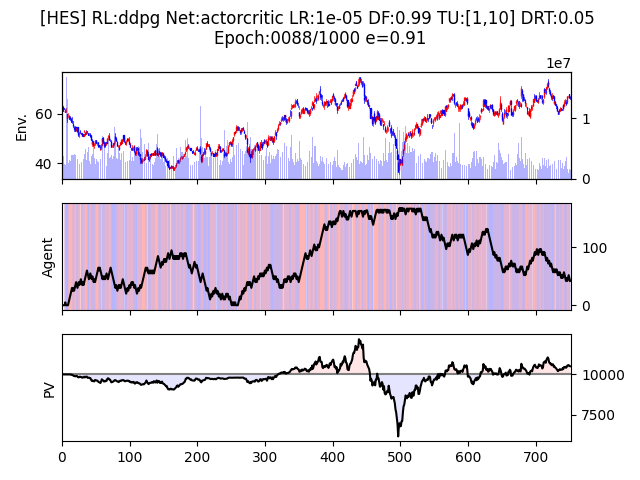 [HES] RL:ddpg Net:actorcritic LR:1e-05 DF:0.99 TU:[1,10] DRT:0.05
Epoch:0088/1000 e=0.91
1e7
Env.
60
40
1
0
Agent
100
0
PV
10000
7500
0 100 200 300 400 500 600 700